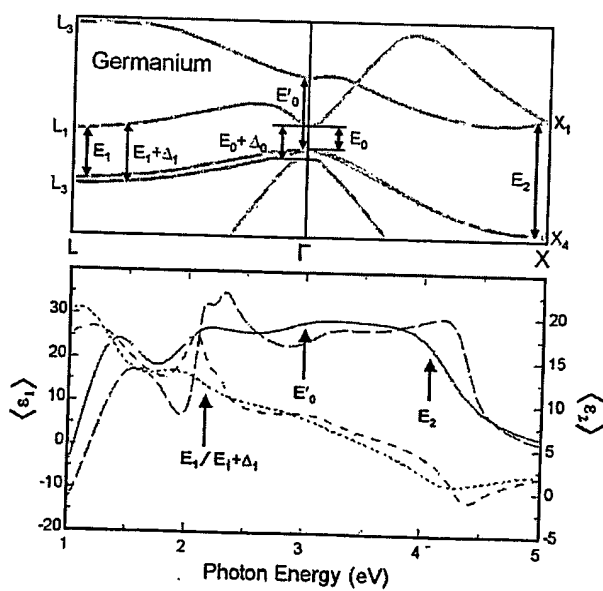 L₃
Germanium
E'₀
L₁
X₁
E₁
E₁+Δ₁
E₀+Δ₀
E₀
E₂
L₃
X₄
L
Γ
X
30
20
10
0
-10
-20
⟨ε₁⟩
20
15
10
5
0
-5
⟨ε₂⟩
E'₀
E₂
E₁/E₁+Δ₁
1
2
3
4
5
Photon Energy (eV)